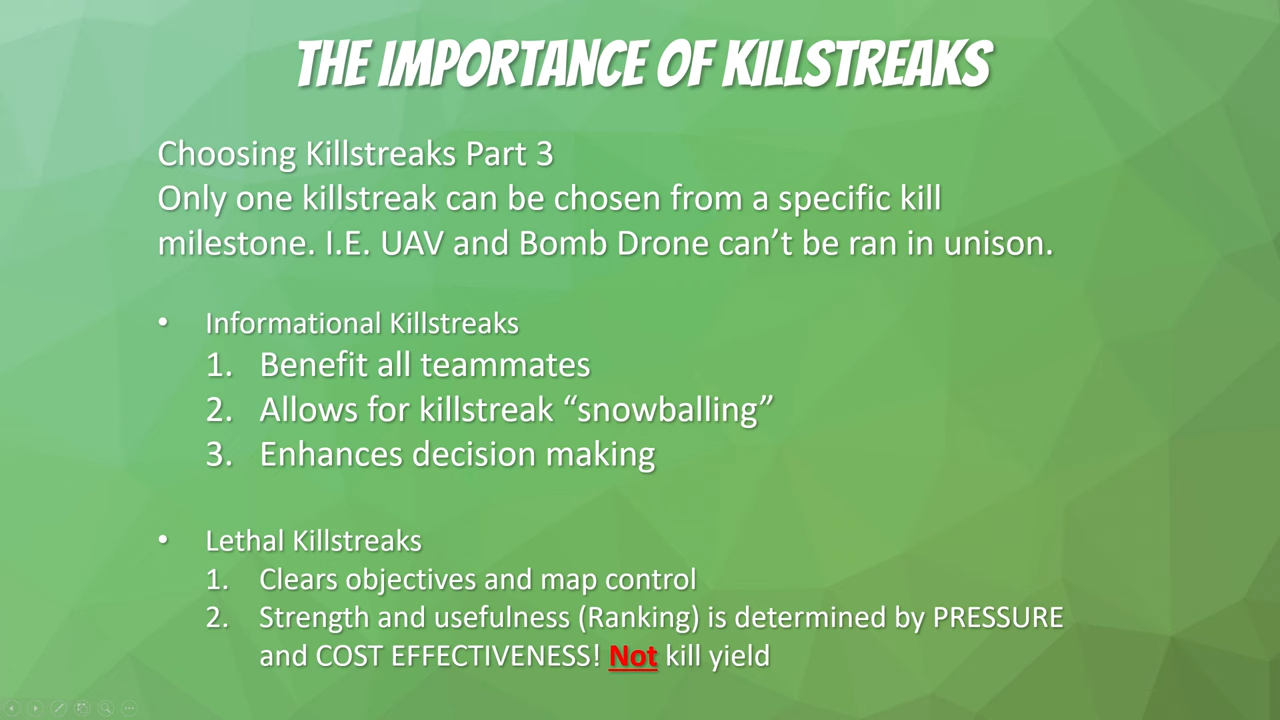 THE IMPORTANCE OF KILLSTREAKS
Choosing Killstreaks Part 3
Only one killstreak can be chosen from a specific kill
milestone. I.E. UAV and Bomb Drone can’t be ran in unison.
• Informational Killstreaks
1. Benefit all teammates
2. Allows for killstreak “snowballing”
3. Enhances decision making
• Lethal Killstreaks
1. Clears objectives and map control
2. Strength and usefulness (Ranking) is determined by PRESSURE
and COST EFFECTIVENESS! Not kill yield